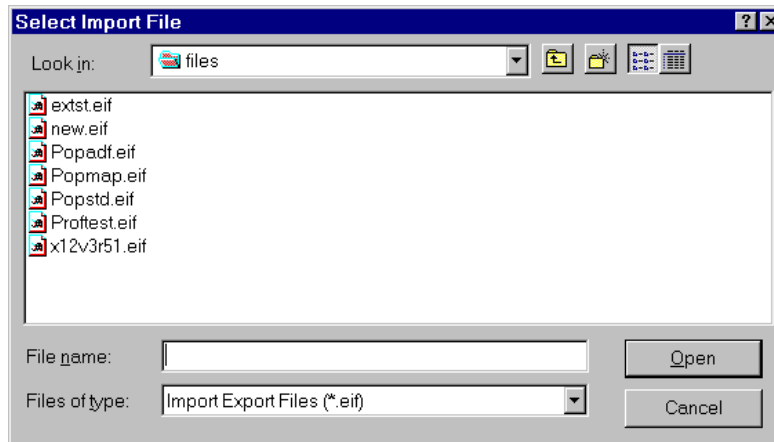 Select Import File
Look in: files
extst.eif
new.eif
Popadf.eif
Popmap.eif
Popstd.eif
Proftest.eif
x12v3r51.eif
File name: Open
Files of type: Import Export Files (*.eif) Cancel